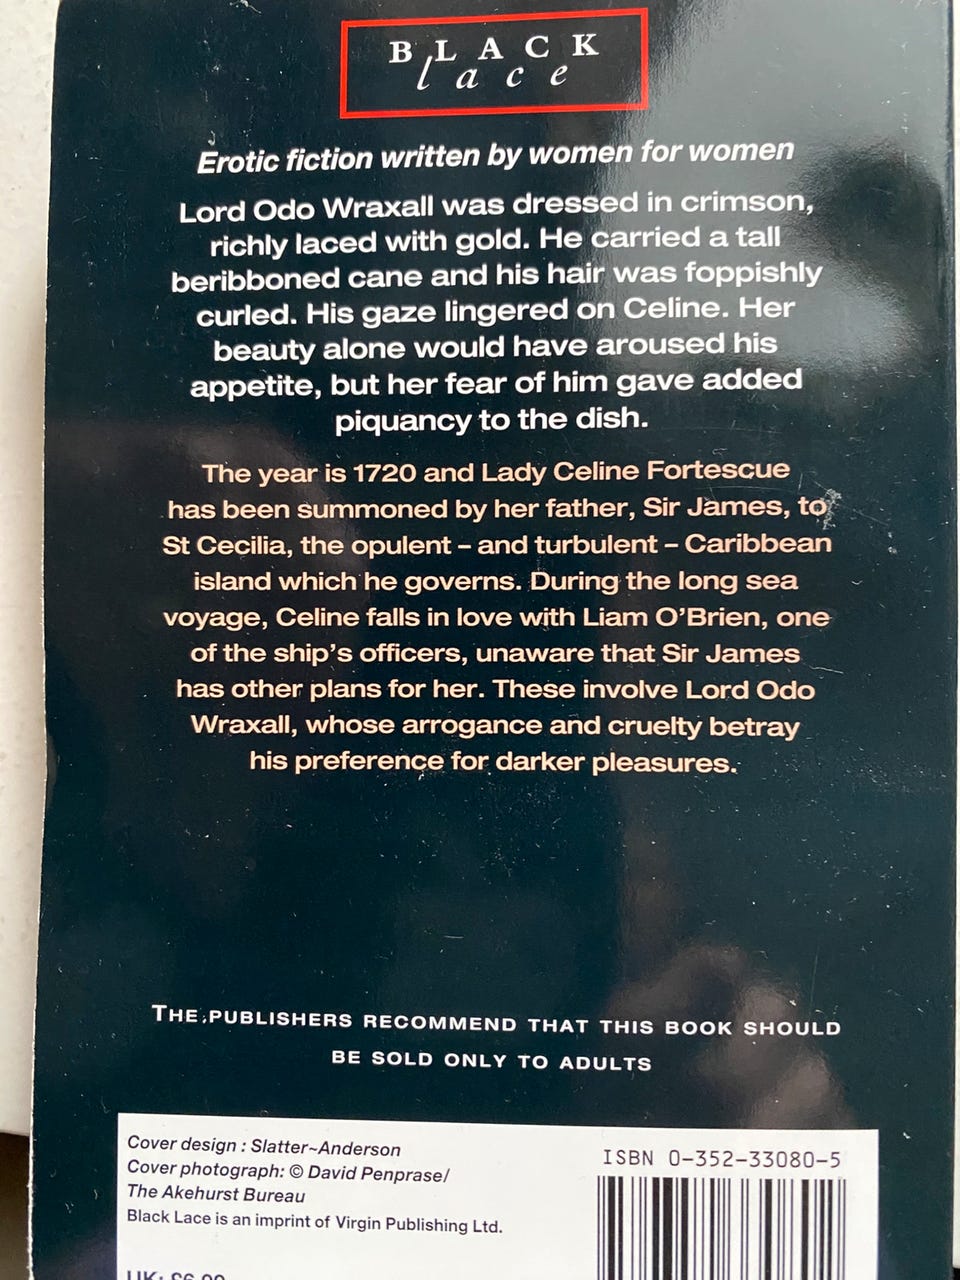 BLACK
lace
Erotic fiction written by women for women
Lord Odo Wraxall was dressed in crimson,
richly laced with gold. He carried a tall
beribboned cane and his hair was foppishly
curled. His gaze lingered on Celine. Her
beauty alone would have aroused his
appetite, but her fear of him gave added
piquancy to the dish.
The year is 1720 and Lady Celine Fortescue
has been summoned by her father, Sir James, to
St Cecilia, the opulent – and turbulent – Caribbean
island which he governs. During the long sea
voyage, Celine falls in love with Liam O'Brien, one
of the ship's officers, unaware that Sir James
has other plans for her. These involve Lord Odo
Wraxall, whose arrogance and cruelty betray
his preference for darker pleasures.
THE PUBLISHERS RECOMMEND THAT THIS BOOK SHOULD
BE SOLD ONLY TO ADULTS
Cover design : Slatter~Anderson
Cover photograph: © David Penprase/
The Akehurst Bureau
Black Lace is an imprint of Virgin Publishing Ltd.
ISBN 0-352-33080-5